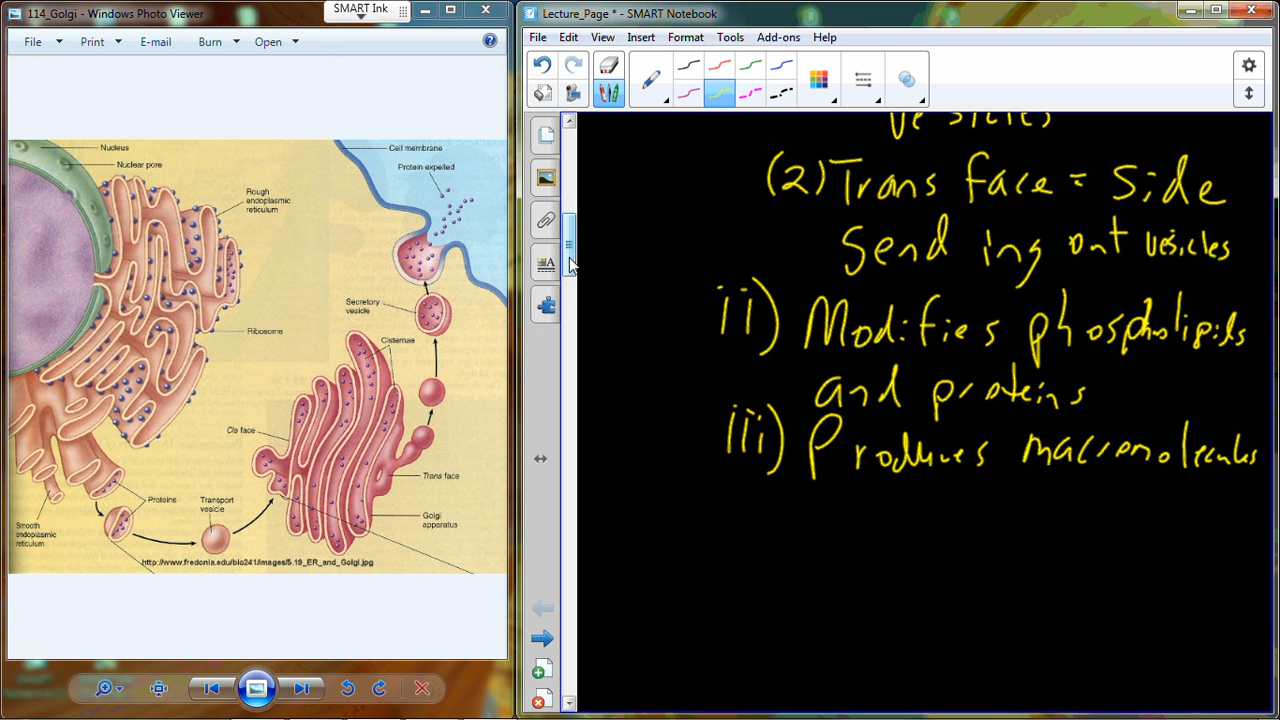 114_Golgi - Windows Photo Viewer
SMART Ink
File Print E-mail Burn Open
Nucleus
Nuclear pore
Rough
endoplasmic
reticulum
Cell membrane
Protein expelled
Secretory
vesicle
Ribosome
Cisternae
Cis face
Trans face
Proteins
Transport
vesicle
Golgi
apparatus
Smooth
endoplasmic
reticulum
http://www.fredonia.edu/bio241/images/5.19_ER_and_Golgi.jpg
Lecture_Page * - SMART Notebook
File Edit View Insert Format Tools Add-ons Help
vesicles
(2) Trans face = side
sending out vesicles
ii) Modifies phospholipids
and proteins
iii) Produces macromolecules